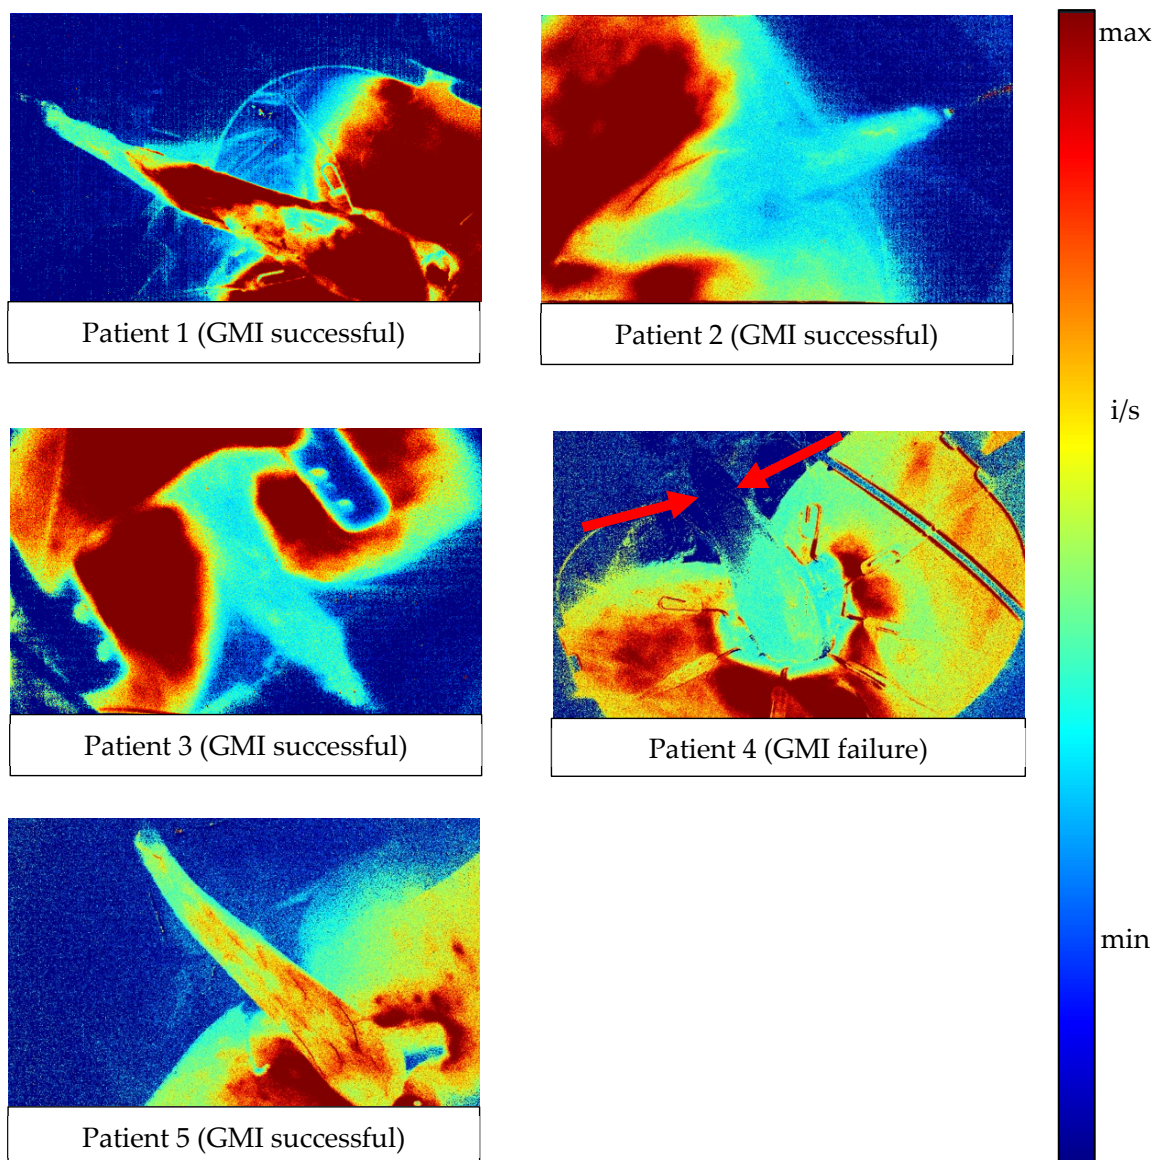 max
Patient 1 (GMI successful)
Patient 2 (GMI successful)
i/s
Patient 3 (GMI successful)
Patient 4 (GMI failure)
min
Patient 5 (GMI successful)